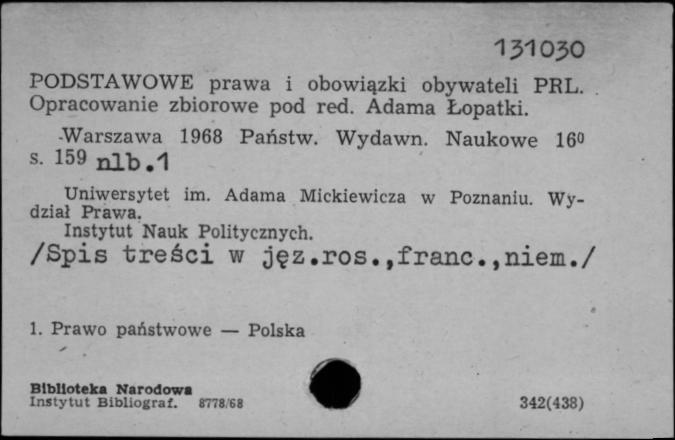 131030
PODSTAWOWE prawa i obowiązki obywateli PRL.
Opracowanie zbiorowe pod red. Adama Łopatki.
Warszawa 1968 Państw. Wydawn. Naukowe 16º
s. 159 nlb.1
Uniwersytet im. Adama Mickiewicza w Poznaniu. Wy-
dział Prawa.
Instytut Nauk Politycznych.
/Spis treści w jęz.ros.,franc.,niem./
1. Prawo państwowe — Polska
Biblioteka Narodowa
Instytut Bibliograf. 8778/68
342(438)